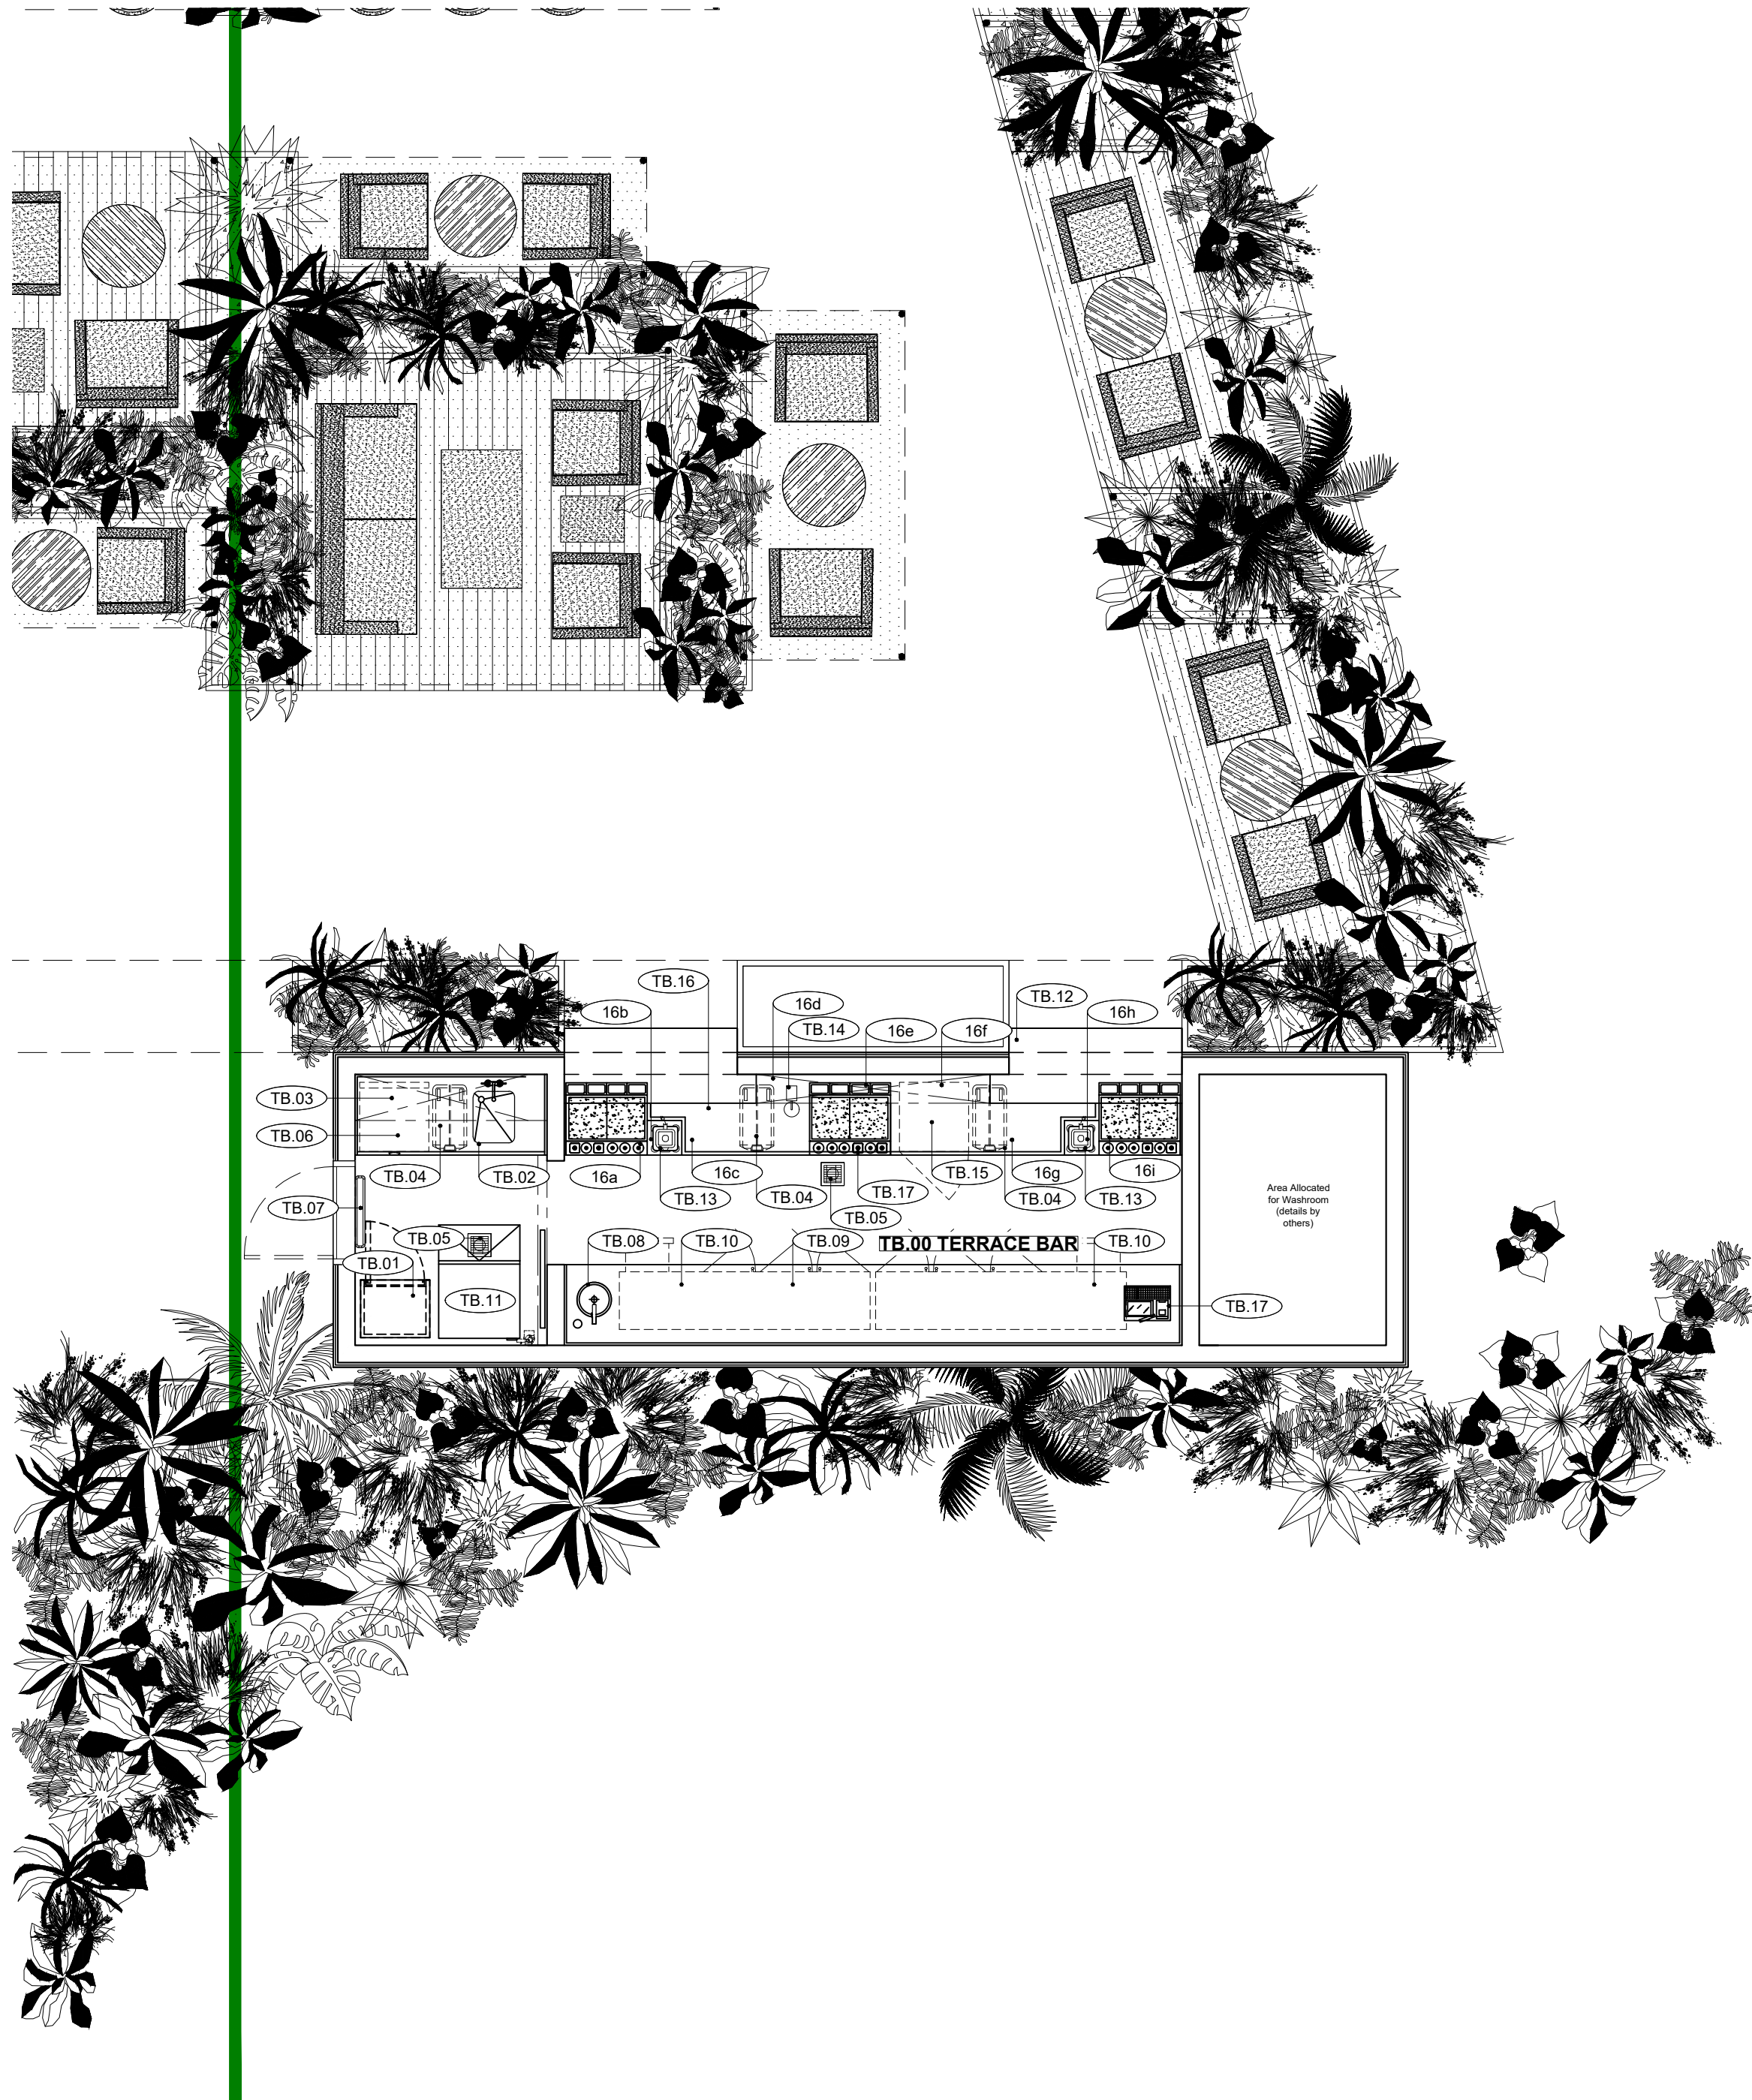 TB.16
16d
TB.12
16b
16h
TB.14
16e
16f
TB.03
TB.06
TB.04
TB.02
16a
16c
TB.17
TB.15
16g
16i
TB.13
TB.04
TB.04
TB.13
TB.07
TB.05
Area Allocated
for Washroom
(details by
others)
TB.05
TB.08
TB.10
TB.09
TB.00 TERRACE BAR
TB.10
TB.01
TB.11
TB.17